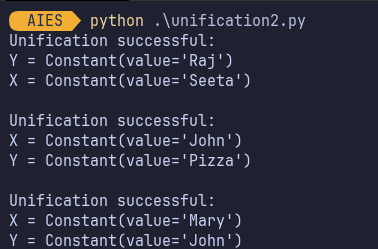 AIES python .\unification2.py
Unification successful:
Y = Constant(value='Raj')
X = Constant(value='Seeta')
Unification successful:
X = Constant(value='John')
Y = Constant(value='Pizza')
Unification successful:
X = Constant(value='Mary')
Y = Constant(value='John')